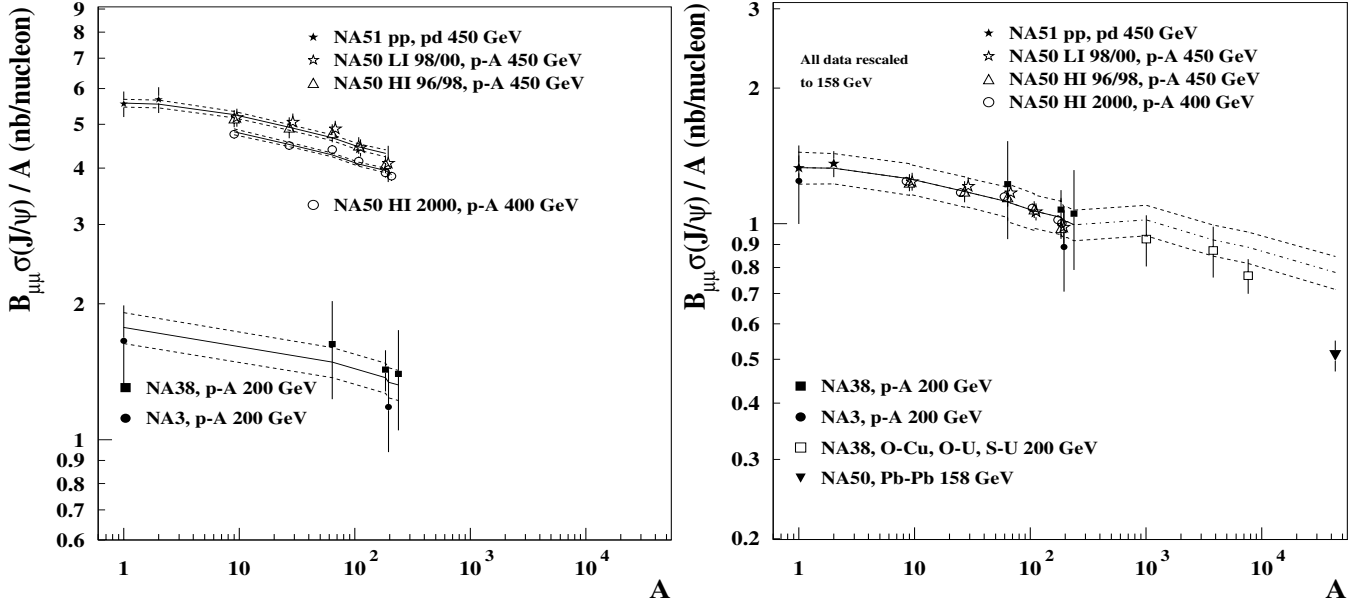 B_μμ σ(J/ψ) / A (nb/nucleon)
9
8
7
6
5
4
3
2
1
0.9
0.8
0.7
0.6
NA51 pp, pd 450 GeV
NA50 LI 98/00, p-A 450 GeV
NA50 HI 96/98, p-A 450 GeV
NA50 HI 2000, p-A 400 GeV
NA38, p-A 200 GeV
NA3, p-A 200 GeV
1 10 10^2 10^3 10^4
A
B_μμ σ(J/ψ) / A (nb/nucleon)
3
2
1
0.9
0.8
0.7
0.6
0.5
0.4
0.3
0.2
All data rescaled
to 158 GeV
NA51 pp, pd 450 GeV
NA50 LI 98/00, p-A 450 GeV
NA50 HI 96/98, p-A 450 GeV
NA50 HI 2000, p-A 400 GeV
NA38, p-A 200 GeV
NA3, p-A 200 GeV
NA38, O-Cu, O-U, S-U 200 GeV
NA50, Pb-Pb 158 GeV
1 10 10^2 10^3 10^4
A